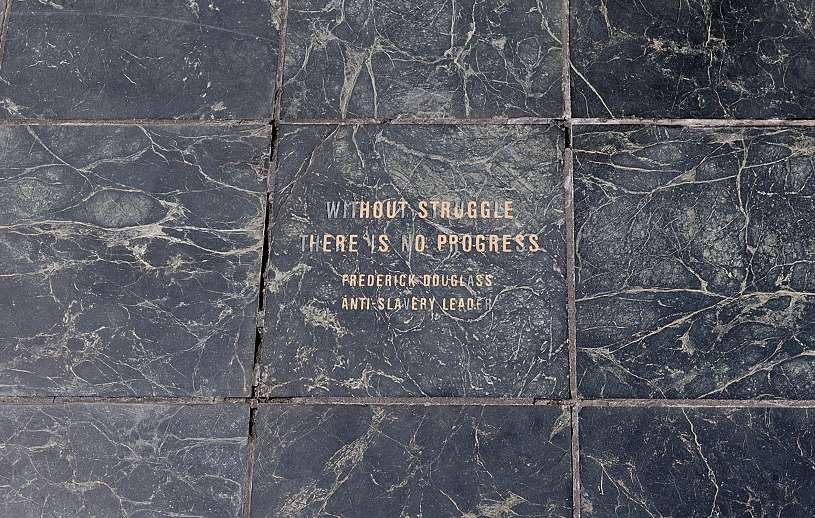 WITHOUT STRUGGLE
THERE IS NO PROGRESS
FREDERICK DOUGLASS
ANTI-SLAVERY LEADER